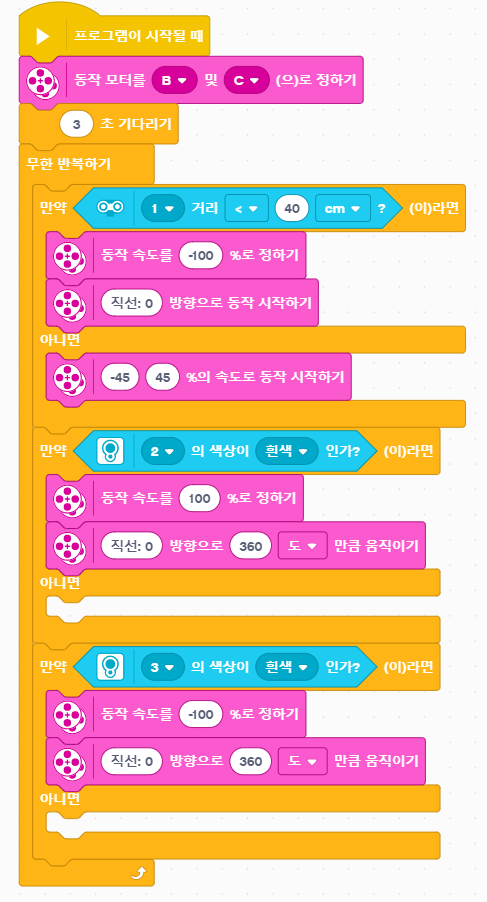 프로그램이 시작될 때
동작 모터를 B 및 C (으)로 정하기
3 초 기다리기
무한 반복하기
만약 1 거리 < 40 cm ? (이)라면
동작 속도를 -100 %로 정하기
직선: 0 방향으로 동작 시작하기
아니면
-45 45 %의 속도로 동작 시작하기
만약 2 의 색상이 흰색 인가? (이)라면
동작 속도를 100 %로 정하기
직선: 0 방향으로 360 도 만큼 움직이기
아니면
만약 3 의 색상이 흰색 인가? (이)라면
동작 속도를 -100 %로 정하기
직선: 0 방향으로 360 도 만큼 움직이기
아니면